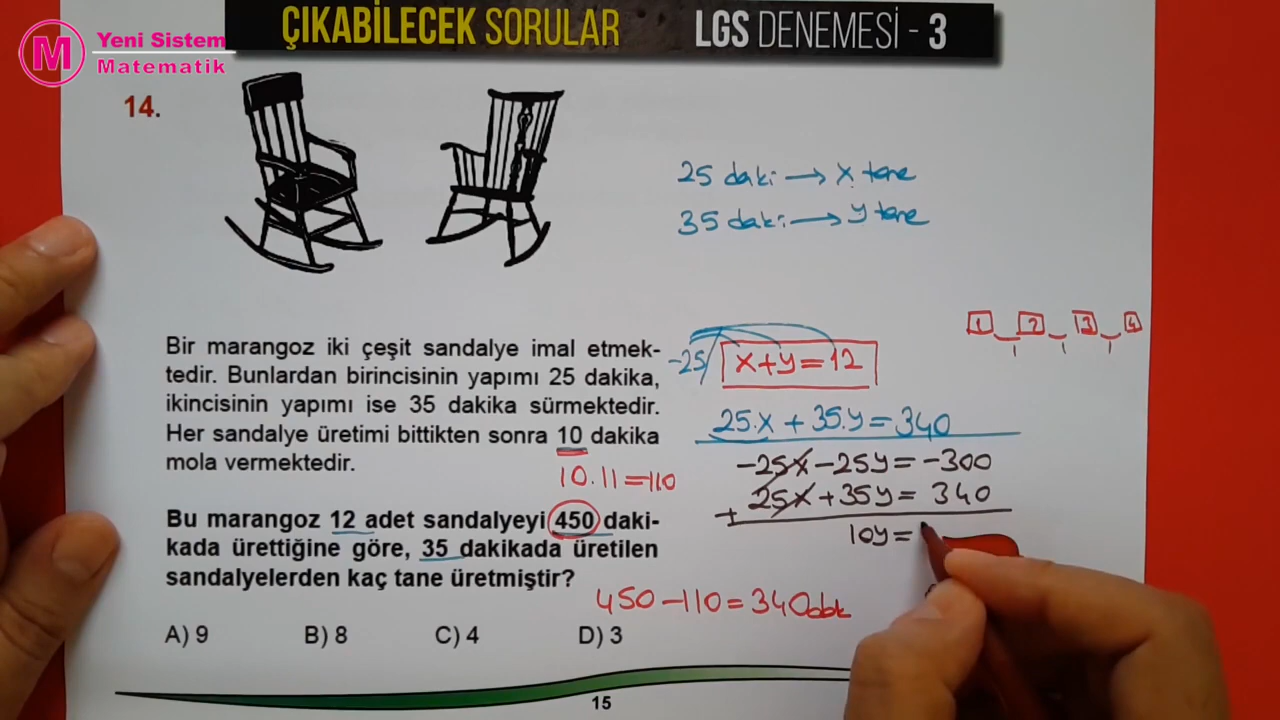 Yeni Sistem
Matematik
M
ÇIKABİLECEK SORULAR LGS DENEMESİ - 3
14.
25 daki → x tane
35 daki → y tane
1 2 3 4
Bir marangoz iki çeşit sandalye imal etmek-
tedir. Bunlardan birincisinin yapımı 25 dakika,
ikincisinin yapımı ise 35 dakika sürmektedir.
Her sandalye üretimi bittikten sonra 10 dakika
mola vermektedir.
10.11=110
Bu marangoz 12 adet sandalyeyi 450 daki-
kada ürettiğine göre, 35 dakikada üretilen
sandalyelerden kaç tane üretmiştir?
450-110=340dak
A) 9 B) 8 C) 4 D) 3
-25/ x+y=12
25.x + 35.y = 340
-25x -25y = -300
+ 25x +35y = 340
10y =
15